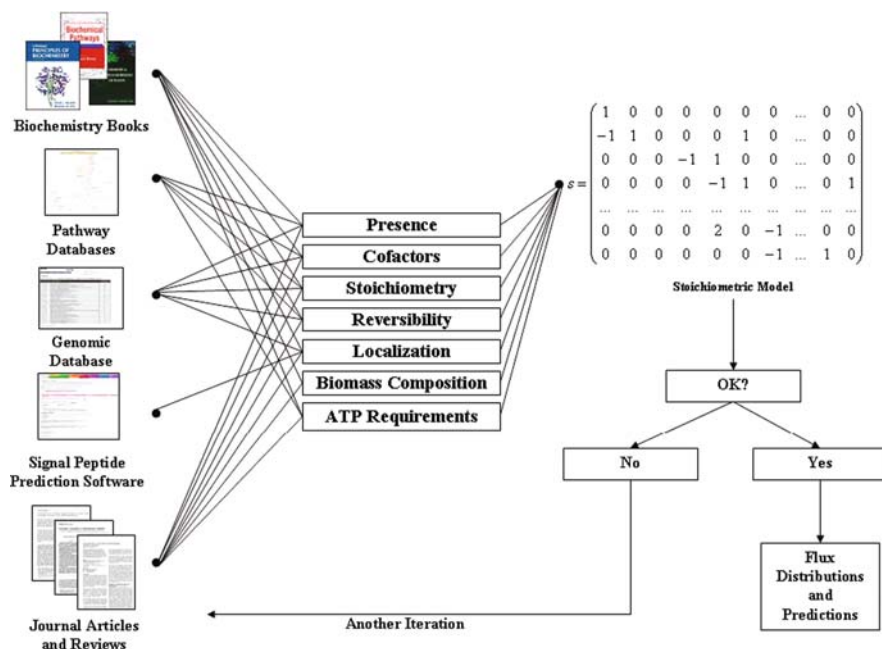 PRINCIPLES OF
BIOCHEMISTRY
Biochemical
Pathways
Biochemistry Books
Pathway
Databases
Genomic
Database
Signal Peptide
Prediction Software
Journal Articles
and Reviews
Presence
Cofactors
Stoichiometry
Reversibility
Localization
Biomass Composition
ATP Requirements
s =
1 0 0 0 0 0 0 ... 0 0
−1 1 0 0 0 1 0 ... 0 0
0 0 0 −1 1 0 0 ... 0 0
0 0 0 0 −1 1 0 ... 0 1
... ... ... ... ... ... ... ... ... ...
0 0 0 0 2 0 −1 ... 0 0
0 0 0 0 0 0 −1 ... 1 0
Stoichiometric Model
OK?
No
Yes
Flux
Distributions
and
Predictions
Another Iteration